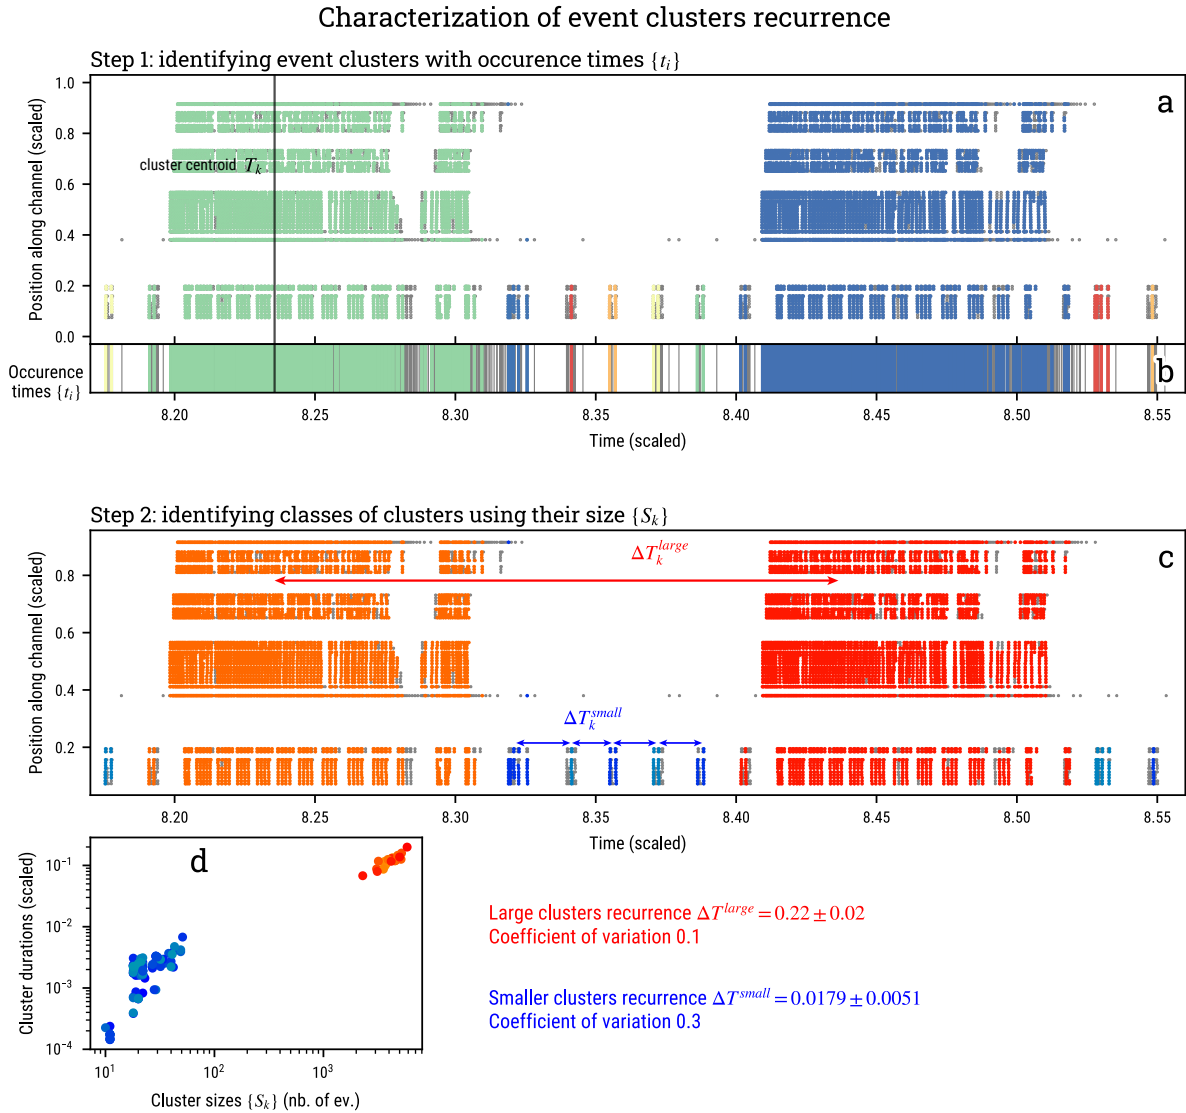 Characterization of event clusters recurrence
Step 1: identifying event clusters with occurence times {t_i}
a
Position along channel (scaled)
1.0
0.8
0.6
0.4
0.2
0.0
cluster centroid T_k
Occurence
times {t_i}
b
8.20 8.25 8.30 8.35 8.40 8.45 8.50 8.55
Time (scaled)
Step 2: identifying classes of clusters using their size {S_k}
c
Position along channel (scaled)
0.8
0.6
0.4
0.2
ΔT_k^large
ΔT_k^small
8.20 8.25 8.30 8.35 8.40 8.45 8.50 8.55
Time (scaled)
d
Cluster durations (scaled)
10^−1
10^−2
10^−3
10^−4
10^1 10^2 10^3
Cluster sizes {S_k} (nb. of ev.)
Large clusters recurrence ΔT^large = 0.22 ± 0.02
Coefficient of variation 0.1
Smaller clusters recurrence ΔT^small = 0.0179 ± 0.0051
Coefficient of variation 0.3